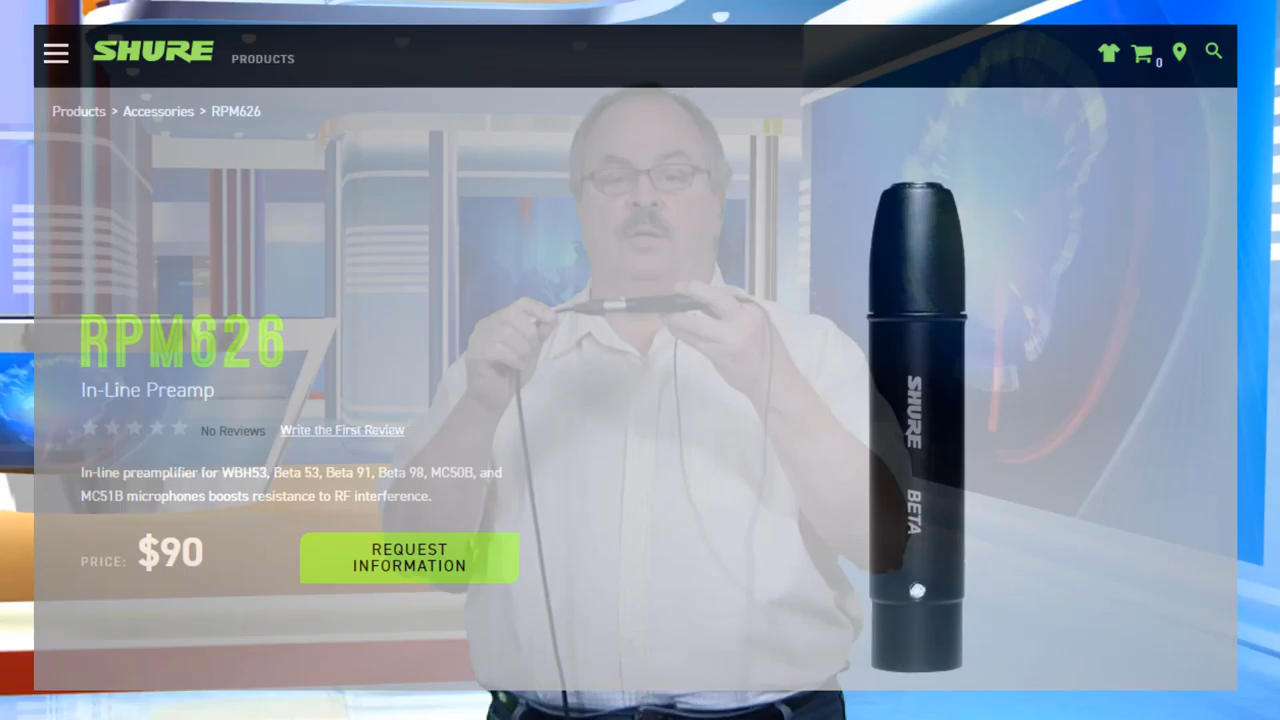 SHURE
PRODUCTS
0
Products > Accessories > RPM626
RPM626
In-Line Preamp
No Reviews Write the First Review
In-line preamplifier for WBH53, Beta 53, Beta 91, Beta 98, MC50B, and
MC51B microphones boosts resistance to RF interference.
PRICE: $90
REQUEST
INFORMATION
SHURE BETA